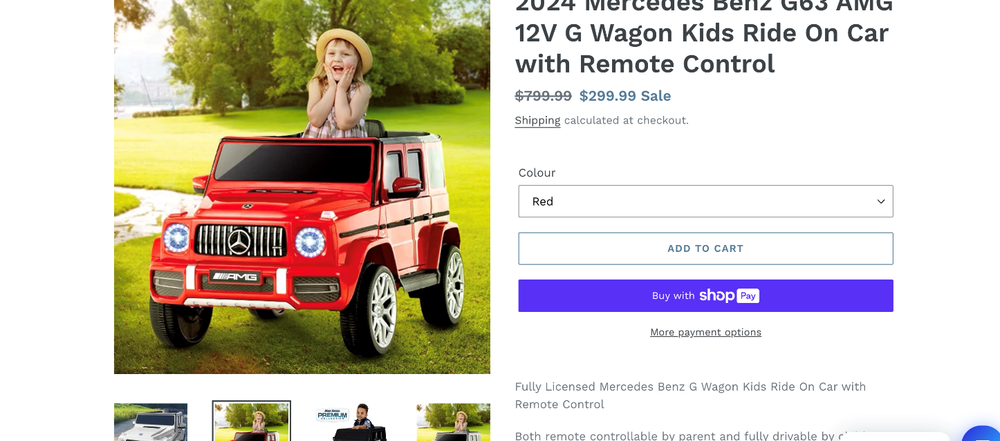 2024 Mercedes Benz G63 AMG
12V G Wagon Kids Ride On Car
with Remote Control
$799.99 $299.99 Sale
Shipping calculated at checkout.
Colour
Red
ADD TO CART
Buy with shop Pay
More payment options
AMG
PREMIUM
COLLECTION
Fully Licensed Mercedes Benz G Wagon Kids Ride On Car with
Remote Control
Both remote controllable by parent and fully drivable by